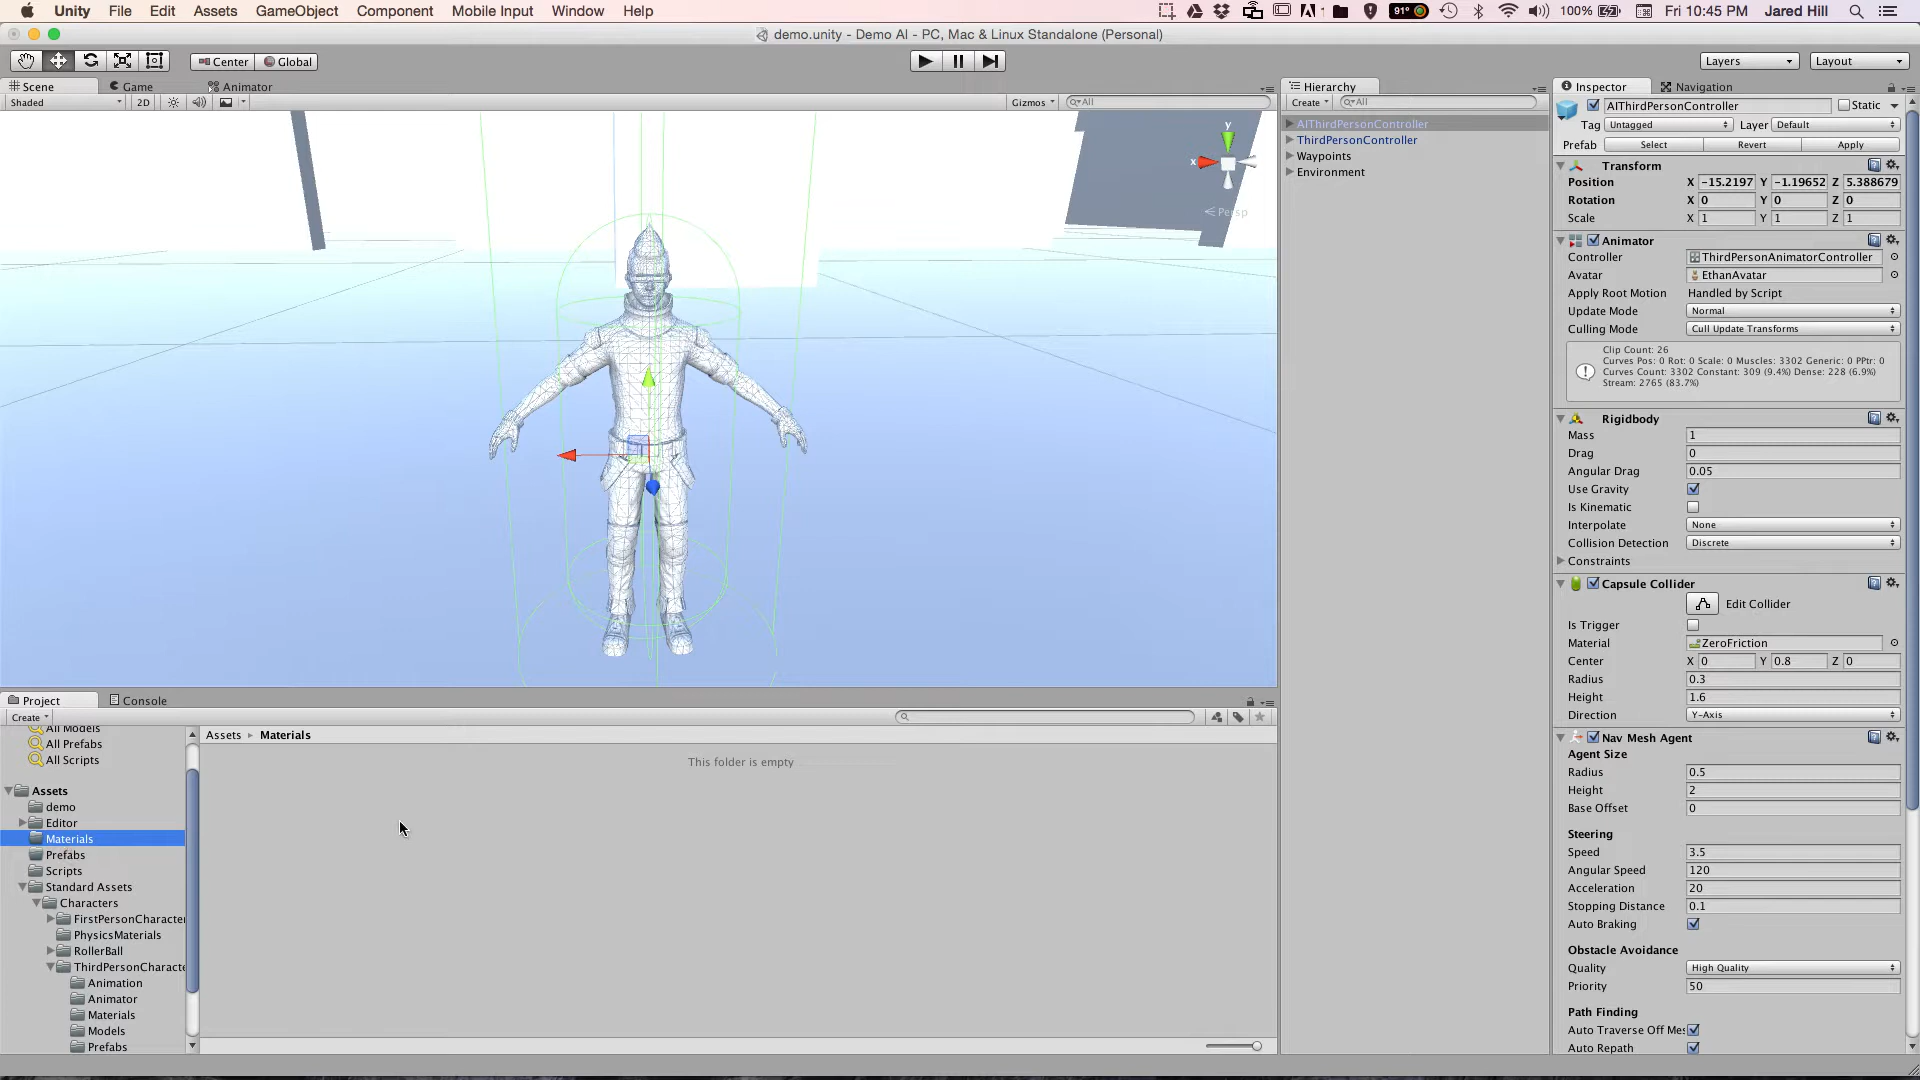 Unity File Edit Assets GameObject Component Mobile Input Window Help 91° 100% Fri 10:45 PM Jared Hill
demo.unity - Demo AI - PC, Mac & Linux Standalone (Personal)
Center Global Layers Layout
Scene Game Animator
Shaded 2D Gizmos All
y
x
Persp
Hierarchy
Create All
AIThirdPersonController
ThirdPersonController
Waypoints
Environment
Inspector Navigation
AIThirdPersonController Static
Tag Untagged Layer Default
Prefab Select Revert Apply
Transform
Position X -15.2197 Y -1.19652 Z 5.388679
Rotation X 0 Y 0 Z 0
Scale X 1 Y 1 Z 1
Animator
Controller ThirdPersonAnimatorController
Avatar EthanAvatar
Apply Root Motion Handled by Script
Update Mode Normal
Culling Mode Cull Update Transforms
Clip Count: 26
Curves Pos: 0 Rot: 0 Scale: 0 Muscles: 3302 Generic: 0 PPtr: 0
Curves Count: 3302 Constant: 309 (9.4%) Dense: 228 (6.9%)
Stream: 2765 (83.7%)
Rigidbody
Mass 1
Drag 0
Angular Drag 0.05
Use Gravity
Is Kinematic
Interpolate None
Collision Detection Discrete
Constraints
Capsule Collider
Edit Collider
Is Trigger
Material ZeroFriction
Center X 0 Y 0.8 Z 0
Radius 0.3
Height 1.6
Direction Y-Axis
Nav Mesh Agent
Agent Size
Radius 0.5
Height 2
Base Offset 0
Steering
Speed 3.5
Angular Speed 120
Acceleration 20
Stopping Distance 0.1
Auto Braking
Obstacle Avoidance
Quality High Quality
Priority 50
Path Finding
Auto Traverse Off Mes
Auto Repath
Project Console
Create
All Models
All Prefabs
All Scripts
Assets
demo
Editor
Materials
Prefabs
Scripts
Standard Assets
Characters
FirstPersonCharacter
PhysicsMaterials
RollerBall
ThirdPersonCharacte
Animation
Animator
Materials
Models
Prefabs
Assets Materials
This folder is empty